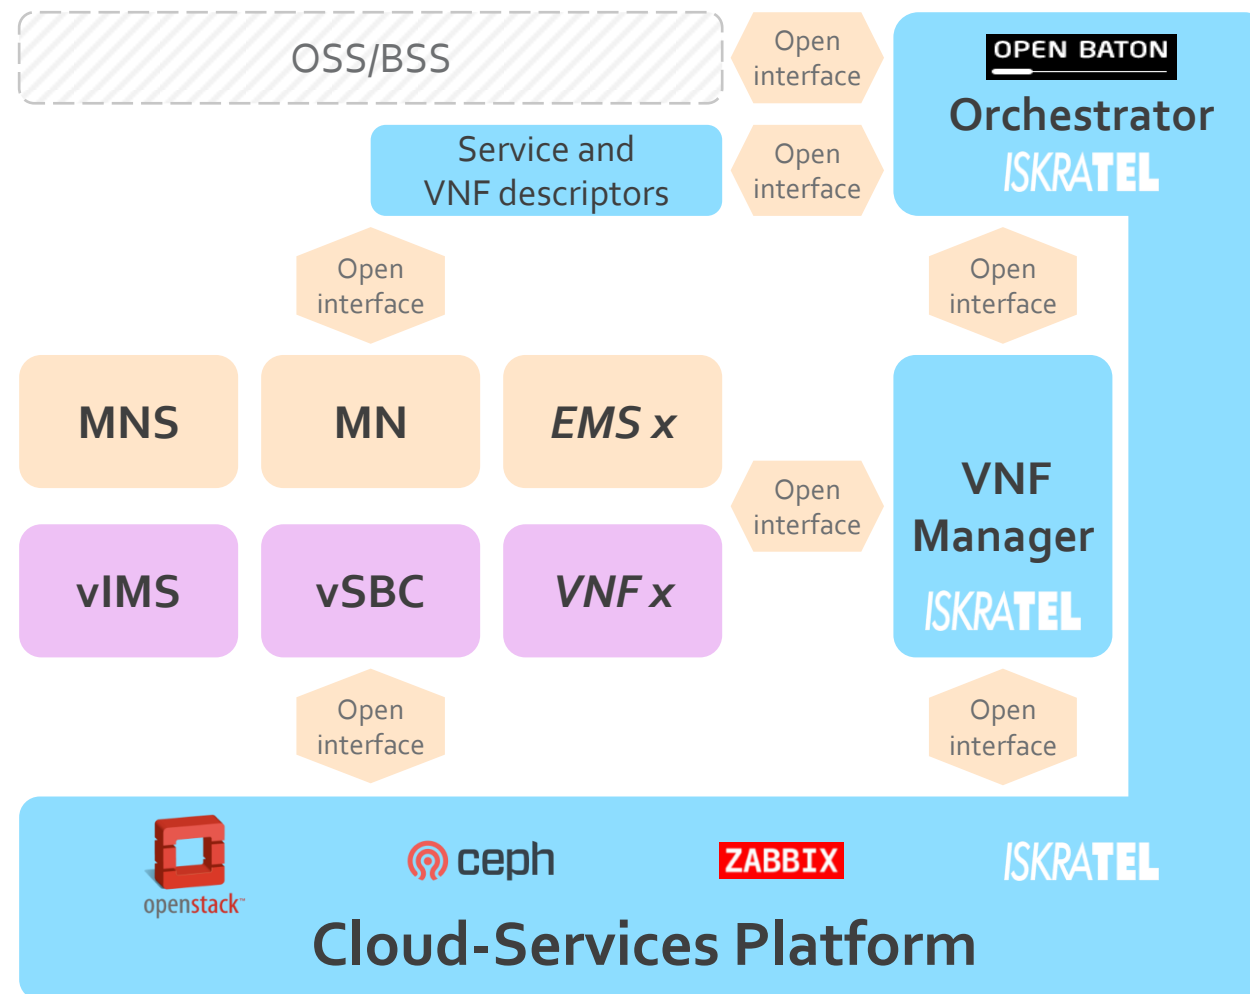 OSS/BSS
Open
interface
OPEN BATON
Orchestrator
ISKRATEL
Service and
VNF descriptors
Open
interface
Open
interface
Open
interface
MNS
MN
EMS x
Open
interface
VNF
Manager
ISKRATEL
vIMS
vSBC
VNF x
Open
interface
Open
interface
openstack™
ceph
ZABBIX
ISKRATEL
Cloud-Services Platform